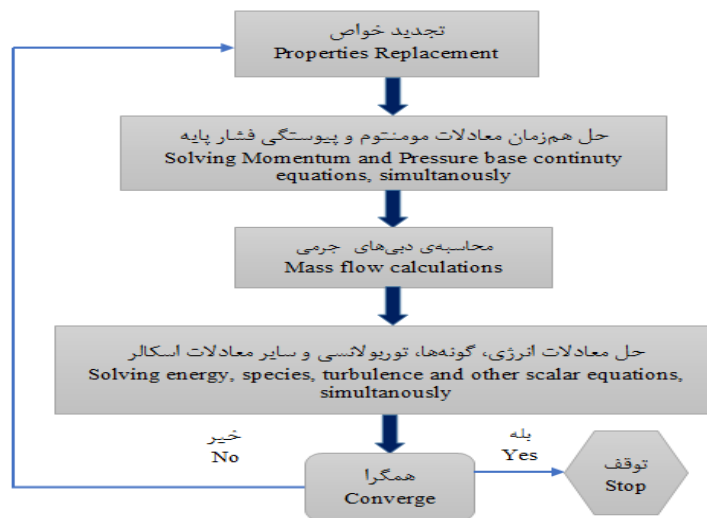 تجدید خواص
Properties Replacement
حل هم‌زمان معادلات مومنتوم و پیوستگی فشار پایه
Solving Momentum and Pressure base continuty
equations, simultanously
محاسبه‌ی دبی‌های جرمی
Mass flow calculations
حل معادلات انرژی، گونه‌ها، توربولانسی و سایر معادلات اسکالر
Solving energy, species, turbulence and other scalar equations,
simultanously
خیر
No
بله
Yes
همگرا
Converge
توقف
Stop